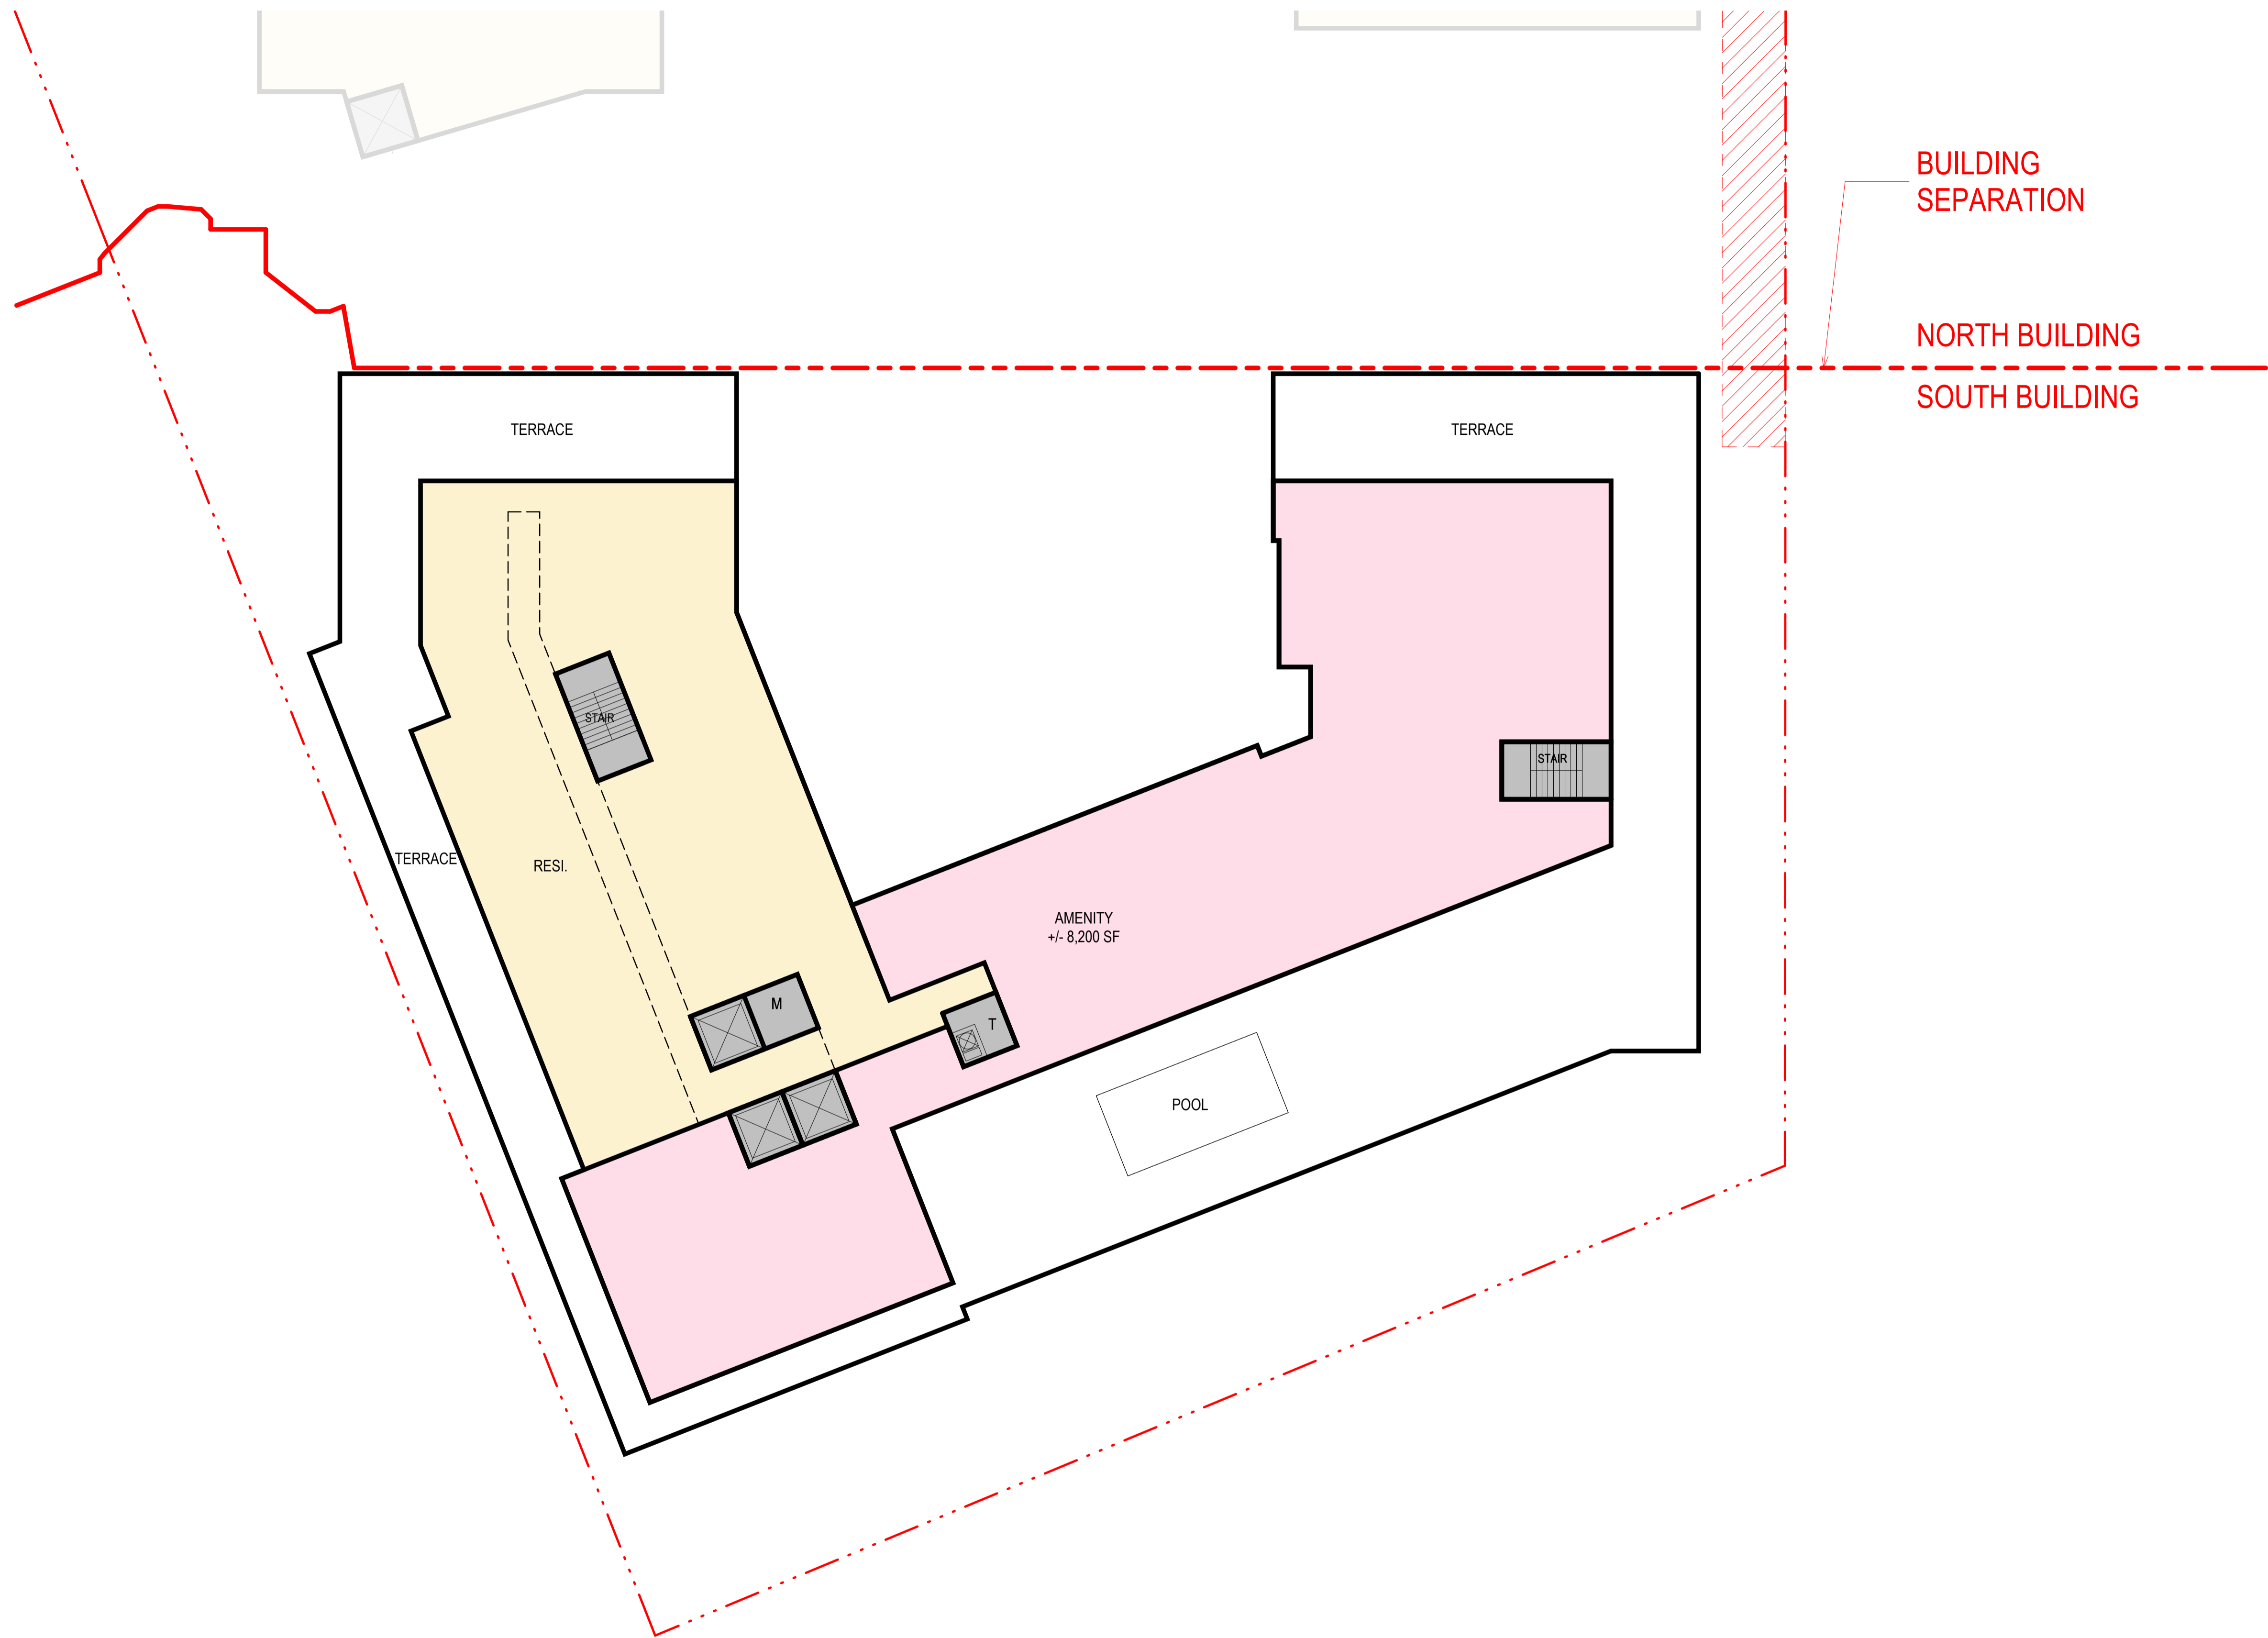 BUILDING
SEPARATION
NORTH BUILDING
SOUTH BUILDING
TERRACE
TERRACE
STAIR
STAIR
TERRACE
RESI.
AMENITY
+/- 8,200 SF
M
T
POOL